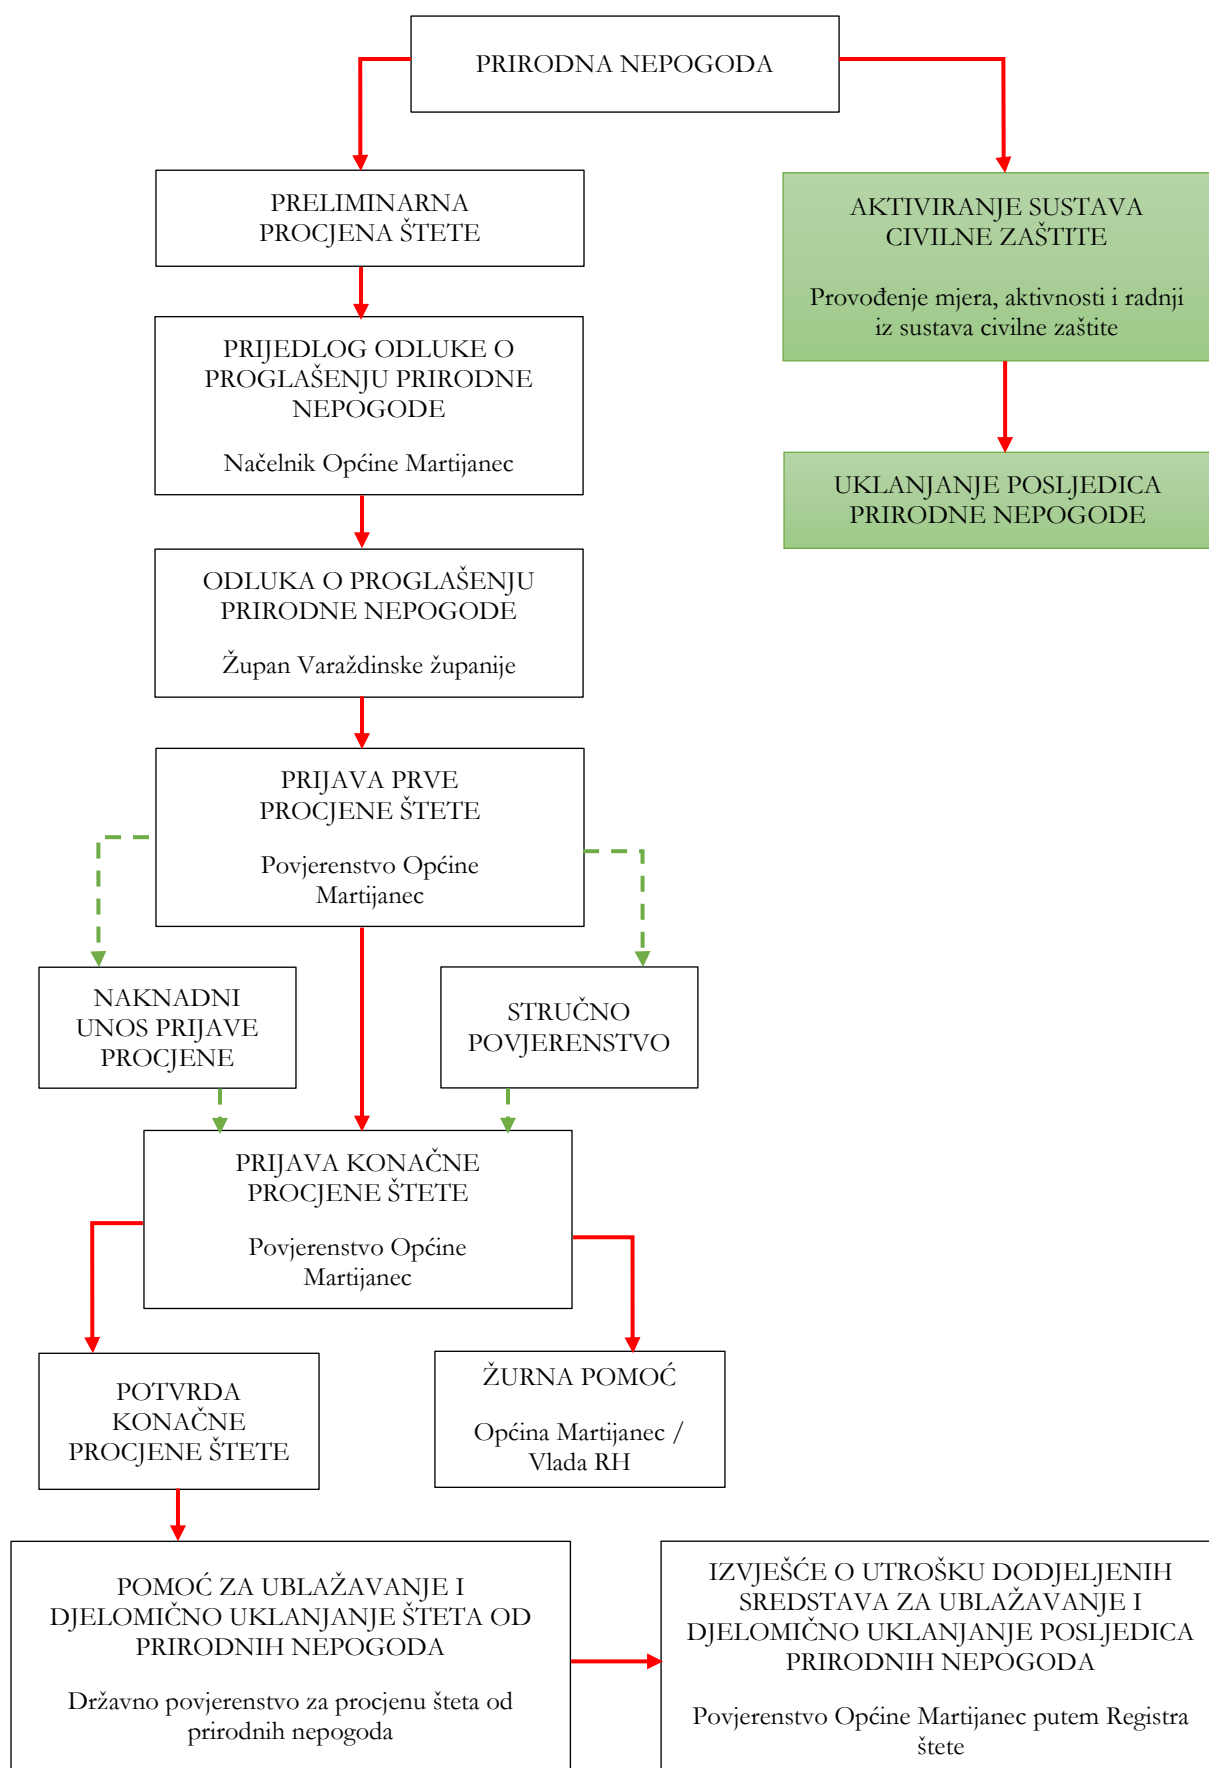 PRIRODNA NEPOGODA
PRELIMINARNA
PROCJENA ŠTETE
AKTIVIRANJE SUSTAVA
CIVILNE ZAŠTITE
Provođenje mjera, aktivnosti i radnji
iz sustava civilne zaštite
PRIJEDLOG ODLUKE O
PROGLAŠENJU PRIRODNE
NEPOGODE
Načelnik Općine Martijanec
UKLANJANJE POSLJEDICA
PRIRODNE NEPOGODE
ODLUKA O PROGLAŠENJU
PRIRODNE NEPOGODE
Župan Varaždinske županije
PRIJAVA PRVE
PROCJENE ŠTETE
Povjerenstvo Općine
Martijanec
NAKNADNI
UNOS PRIJAVE
PROCJENE
STRUČNO
POVJERENSTVO
PRIJAVA KONAČNE
PROCJENE ŠTETE
Povjerenstvo Općine
Martijanec
POTVRDA
KONAČNE
PROCJENE ŠTETE
ŽURNA POMOĆ
Općina Martijanec /
Vlada RH
POMOĆ ZA UBLAŽAVANJE I
DJELOMIČNO UKLANJANJE ŠTETA OD
PRIRODNIH NEPOGODA
Državno povjerenstvo za procjenu šteta od
prirodnih nepogoda
IZVJEŠĆE O UTROŠKU DODJELJENIH
SREDSTAVA ZA UBLAŽAVANJE I
DJELOMIČNO UKLANJANJE POSLJEDICA
PRIRODNIH NEPOGODA
Povjerenstvo Općine Martijanec putem Registra
štete